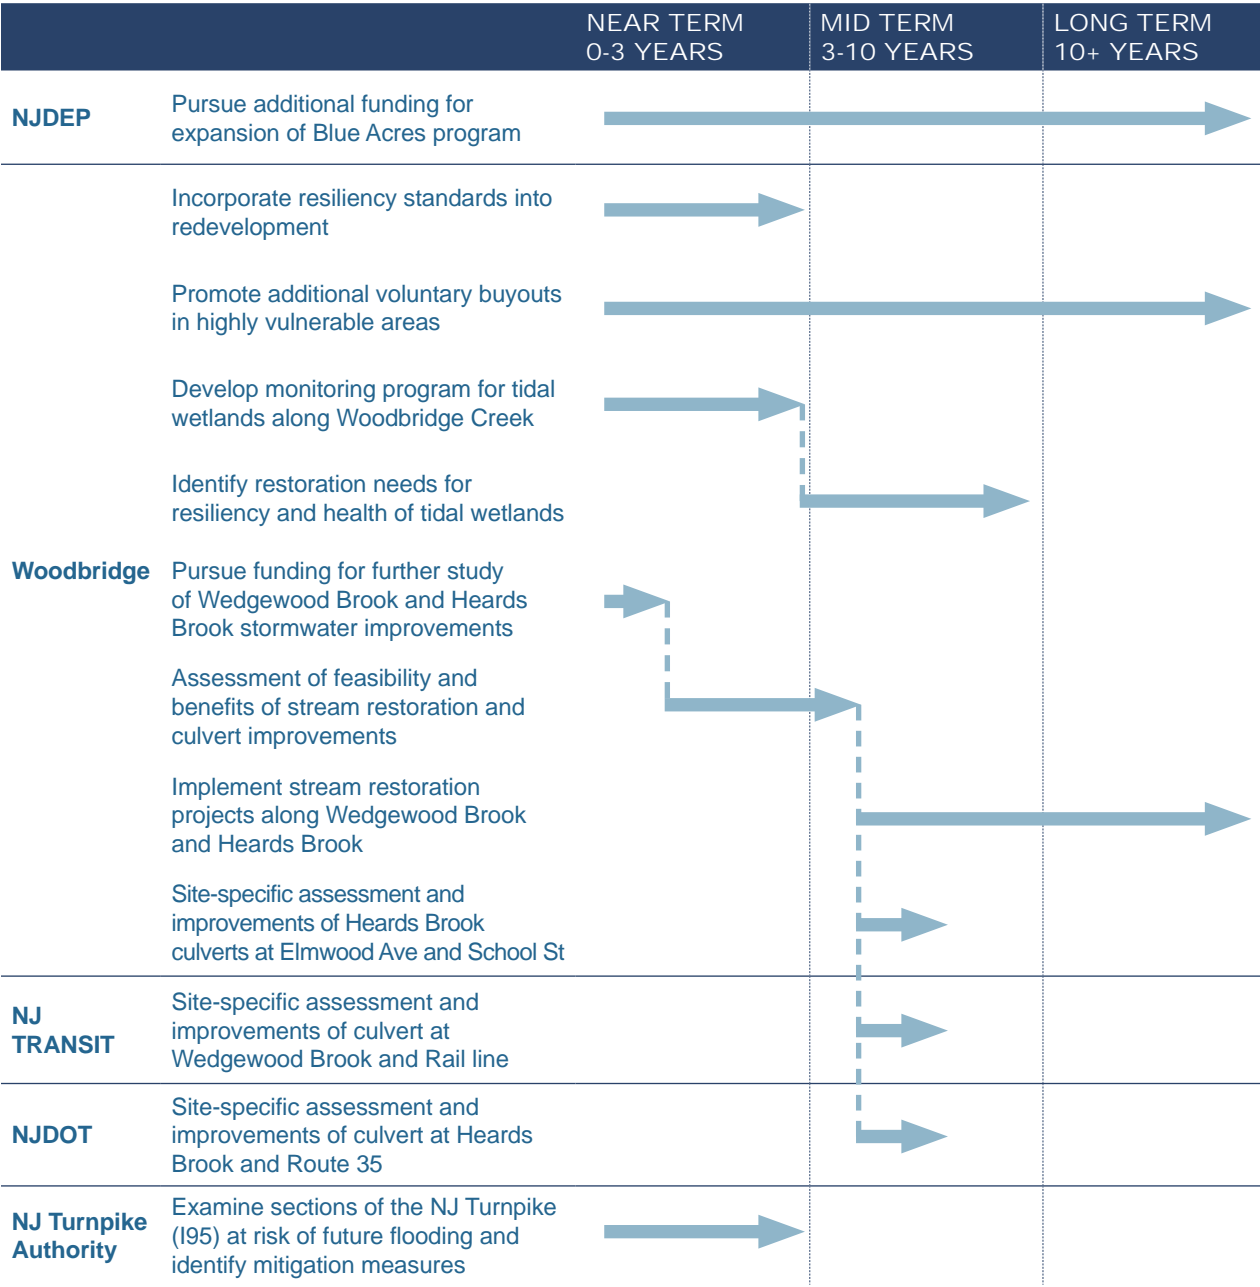 NEAR TERM
0-3 YEARS
MID TERM
3-10 YEARS
LONG TERM
10+ YEARS
NJDEP
Pursue additional funding for
expansion of Blue Acres program
Woodbridge
Incorporate resiliency standards into
redevelopment
Promote additional voluntary buyouts
in highly vulnerable areas
Develop monitoring program for tidal
wetlands along Woodbridge Creek
Identify restoration needs for
resiliency and health of tidal wetlands
Pursue funding for further study
of Wedgewood Brook and Heards
Brook stormwater improvements
Assessment of feasibility and
benefits of stream restoration and
culvert improvements
Implement stream restoration
projects along Wedgewood Brook
and Heards Brook
Site-specific assessment and
improvements of Heards Brook
culverts at Elmwood Ave and School St
NJ
TRANSIT
Site-specific assessment and
improvements of culvert at
Wedgewood Brook and Rail line
NJDOT
Site-specific assessment and
improvements of culvert at Heards
Brook and Route 35
NJ Turnpike
Authority
Examine sections of the NJ Turnpike
(I95) at risk of future flooding and
identify mitigation measures